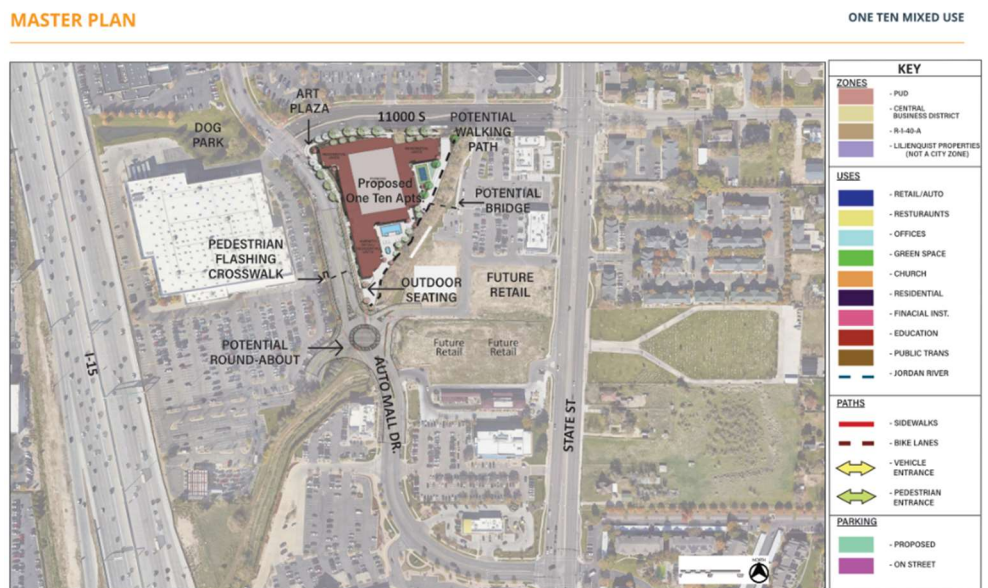 MASTER PLAN
ONE TEN MIXED USE
ART
PLAZA
11000 S
POTENTIAL
WALKING
PATH
DOG
PARK
Proposed
One Ten Apts.
POTENTIAL
BRIDGE
PEDESTRIAN
FLASHING
CROSSWALK
OUTDOOR
SEATING
FUTURE
RETAIL
POTENTIAL
ROUND-ABOUT
Future
Retail
Future
Retail
I-15
AUTO MALL DR.
STATE ST.
NORTH
KEY
ZONES
- PUD
- CENTRAL
BUSINESS DISTRICT
- R-1-40-A
- LILJENQUIST PROPERTIES
(NOT A CITY ZONE)
USES
- RETAIL/AUTO
- RESTURAUNTS
- OFFICES
- GREEN SPACE
- CHURCH
- RESIDENTIAL
- FINACIAL INST.
- EDUCATION
- PUBLIC TRANS
- JORDAN RIVER
PATHS
- SIDEWALKS
- BIKE LANES
- VEHICLE
ENTRANCE
- PEDESTRIAN
ENTRANCE
PARKING
- PROPOSED
- ON STREET